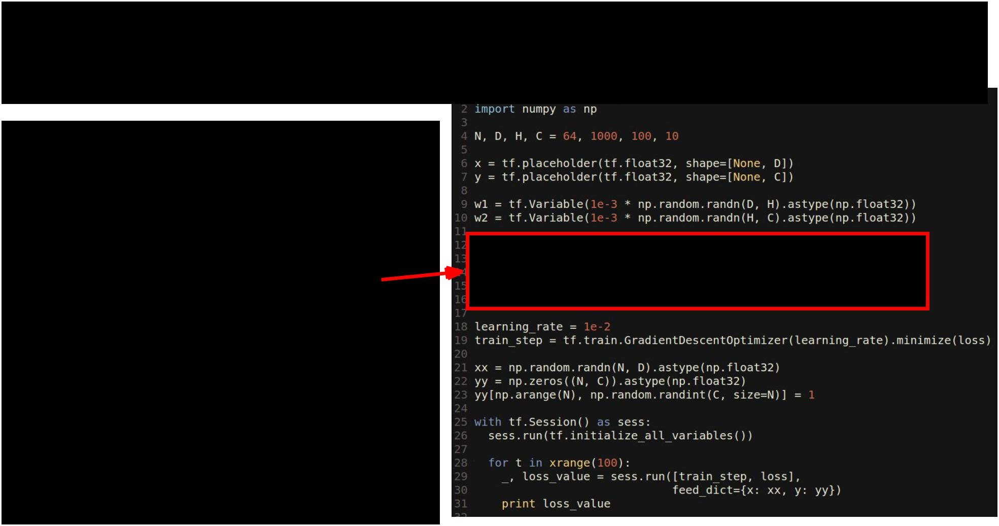 2 import numpy as np
3
4 N, D, H, C = 64, 1000, 100, 10
5
6 x = tf.placeholder(tf.float32, shape=[None, D])
7 y = tf.placeholder(tf.float32, shape=[None, C])
8
9 w1 = tf.Variable(1e-3 * np.random.randn(D, H).astype(np.float32))
10 w2 = tf.Variable(1e-3 * np.random.randn(H, C).astype(np.float32))
11
12
13
14
15
16
17
18 learning_rate = 1e-2
19 train_step = tf.train.GradientDescentOptimizer(learning_rate).minimize(loss)
20
21 xx = np.random.randn(N, D).astype(np.float32)
22 yy = np.zeros((N, C)).astype(np.float32)
23 yy[np.arange(N), np.random.randint(C, size=N)] = 1
24
25 with tf.Session() as sess:
26   sess.run(tf.initialize_all_variables())
27
28   for t in xrange(100):
29     _, loss_value = sess.run([train_step, loss],
30                              feed_dict={x: xx, y: yy})
31     print loss_value
32